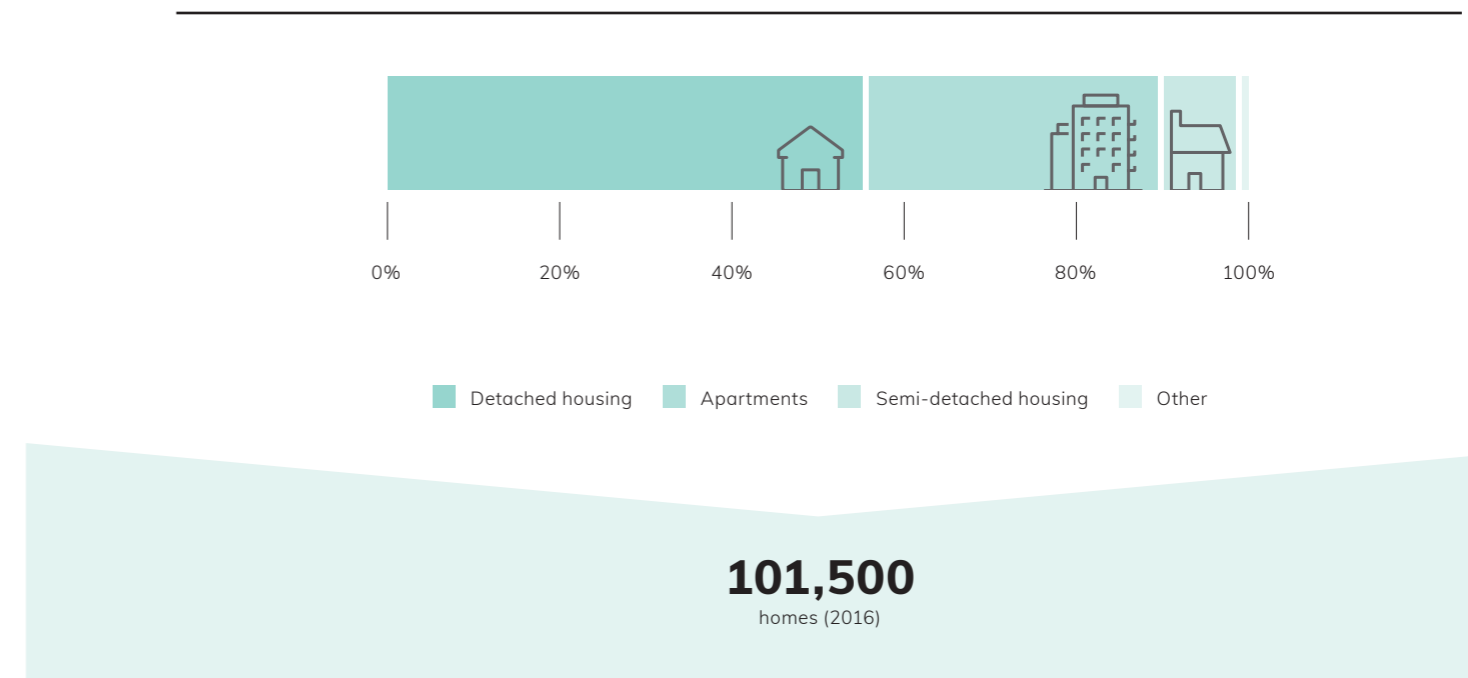 0% 20% 40% 60% 80% 100%
Detached housing Apartments Semi-detached housing Other
101,500
homes (2016)